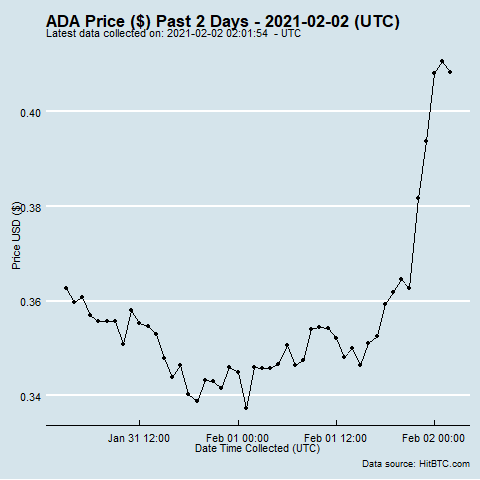 ADA Price ($) Past 2 Days - 2021-02-02 (UTC)
Latest data collected on: 2021-02-02 02:01:54 - UTC
0.40
0.38
0.36
0.34
Price USD ($)
Jan 31 12:00
Feb 01 00:00
Feb 01 12:00
Feb 02 00:00
Date Time Collected (UTC)
Data source: HitBTC.com